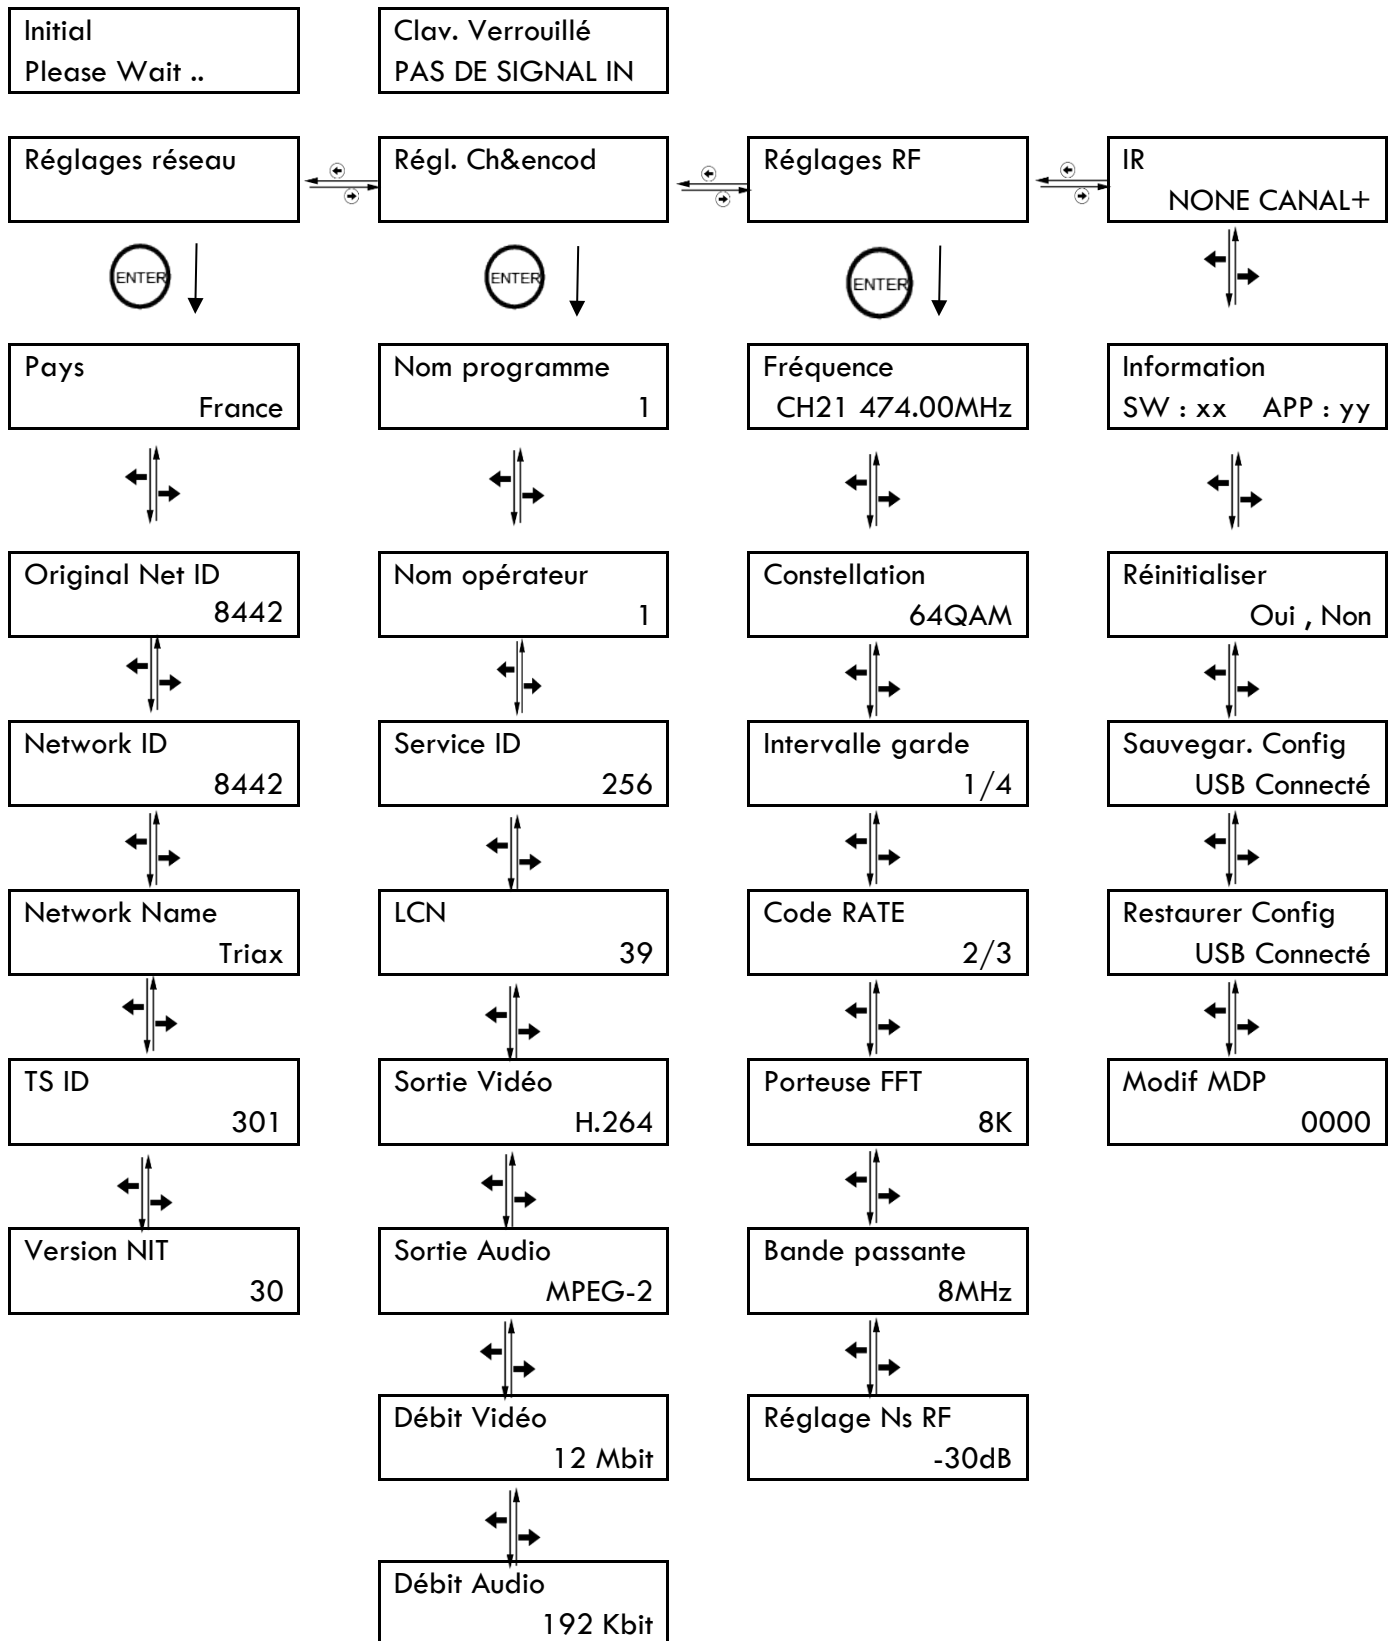 Initial
Please Wait ..
Clav. Verrouillé
PAS DE SIGNAL IN
Réglages réseau
Régl. Ch&encod
Réglages RF
IR
NONE CANAL+
ENTER
ENTER
ENTER
Pays
France
Nom programme
1
Fréquence
CH21 474.00MHz
Information
SW : xx APP : yy
Original Net ID
8442
Nom opérateur
1
Constellation
64QAM
Réinitialiser
Oui , Non
Network ID
8442
Service ID
256
Intervalle garde
1/4
Sauvegar. Config
USB Connecté
Network Name
Triax
LCN
39
Code RATE
2/3
Restaurer Config
USB Connecté
TS ID
301
Sortie Vidéo
H.264
Porteuse FFT
8K
Modif MDP
0000
Version NIT
30
Sortie Audio
MPEG-2
Bande passante
8MHz
Débit Vidéo
12 Mbit
Réglage Ns RF
-30dB
Débit Audio
192 Kbit